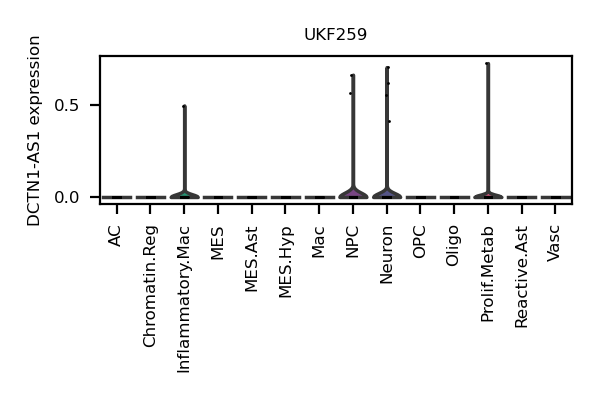 UKF259
DCTN1-AS1 expression
0.5
0.0
AC
Chromatin.Reg
Inflammatory.Mac
MES
MES.Ast
MES.Hyp
Mac
NPC
Neuron
OPC
Oligo
Prolif.Metab
Reactive.Ast
Vasc